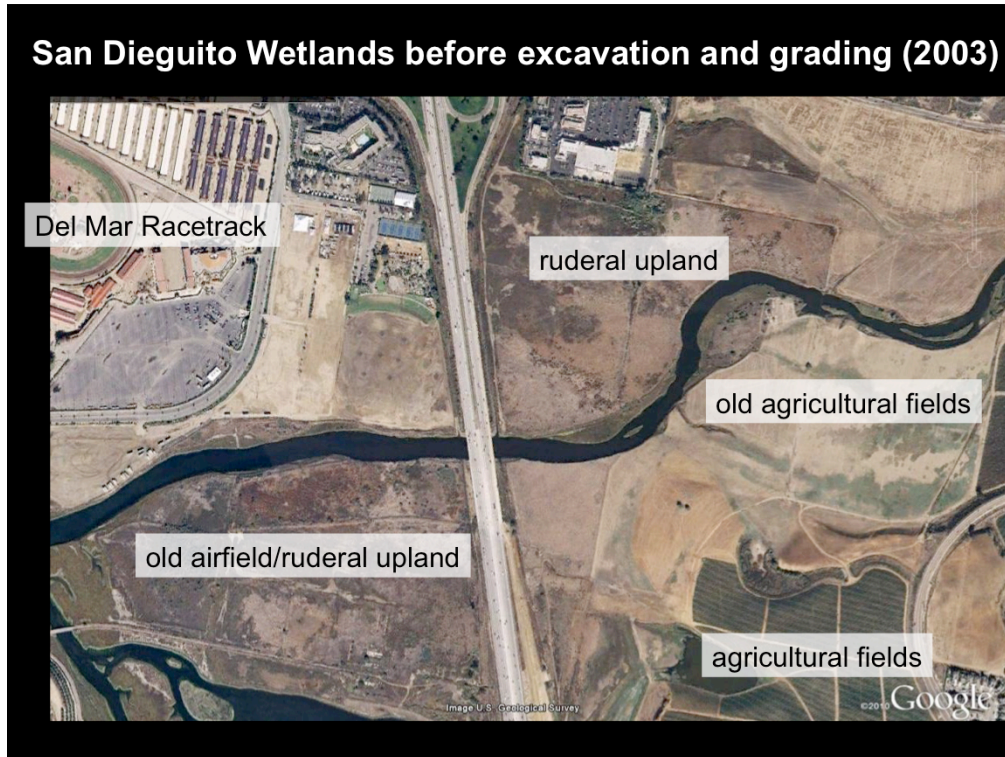 San Dieguito Wetlands before excavation and grading (2003)
Del Mar Racetrack
ruderal upland
old agricultural fields
old airfield/ruderal upland
agricultural fields
Image U.S. Geological Survey
©2010 Google